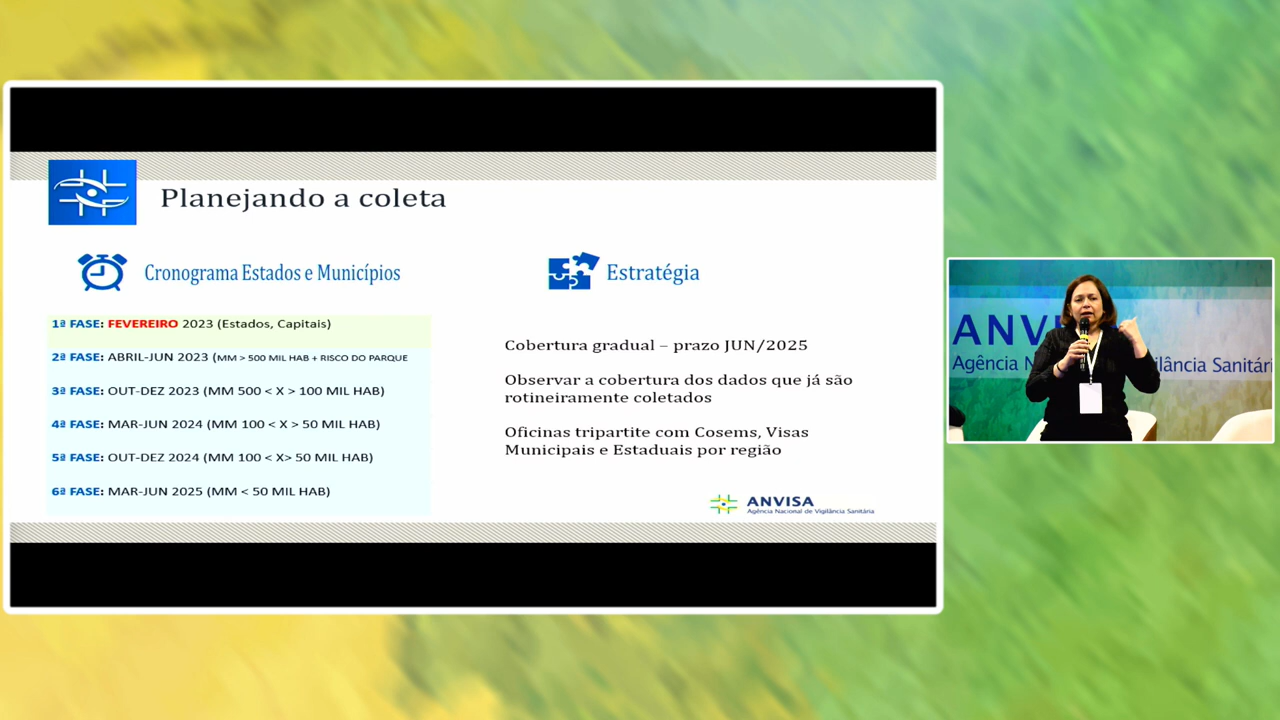 Planejando a coleta
Cronograma Estados e Municípios
1ª FASE: FEVEREIRO 2023 (Estados, Capitais)
2ª FASE: ABRIL-JUN 2023 (MM > 500 MIL HAB + RISCO DO PARQUE
3ª FASE: OUT-DEZ 2023 (MM 500 < X > 100 MIL HAB)
4ª FASE: MAR-JUN 2024 (MM 100 < X > 50 MIL HAB)
5ª FASE: OUT-DEZ 2024 (MM 100 < X> 50 MIL HAB)
6ª FASE: MAR-JUN 2025 (MM < 50 MIL HAB)
Estratégia
Cobertura gradual – prazo JUN/2025
Observar a cobertura dos dados que já são
rotineiramente coletados
Oficinas tripartite com Cosems, Visas
Municipais e Estaduais por região
ANVISA
Agência Nacional de Vigilância Sanitária
ANV
Agência N vilância Sanitári